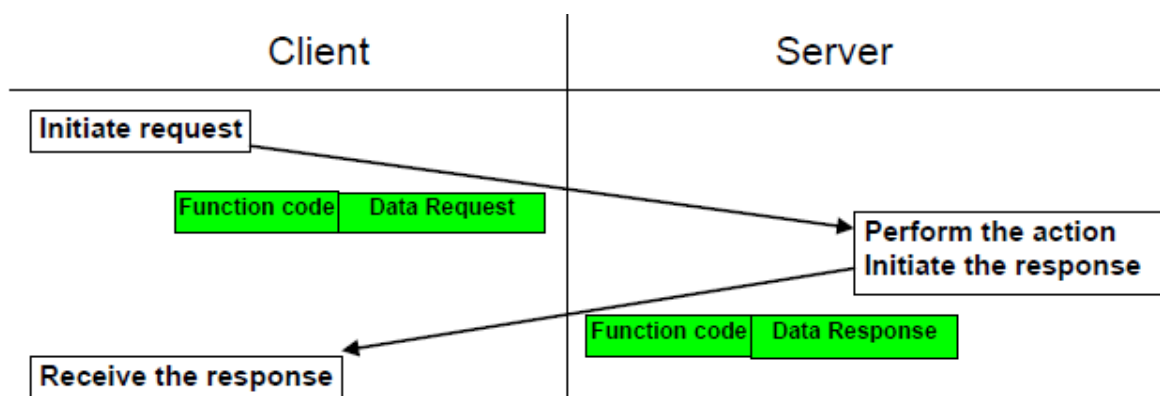 Client
Server
Initiate request
Function code Data Request
Perform the action
Initiate the response
Function code Data Response
Receive the response